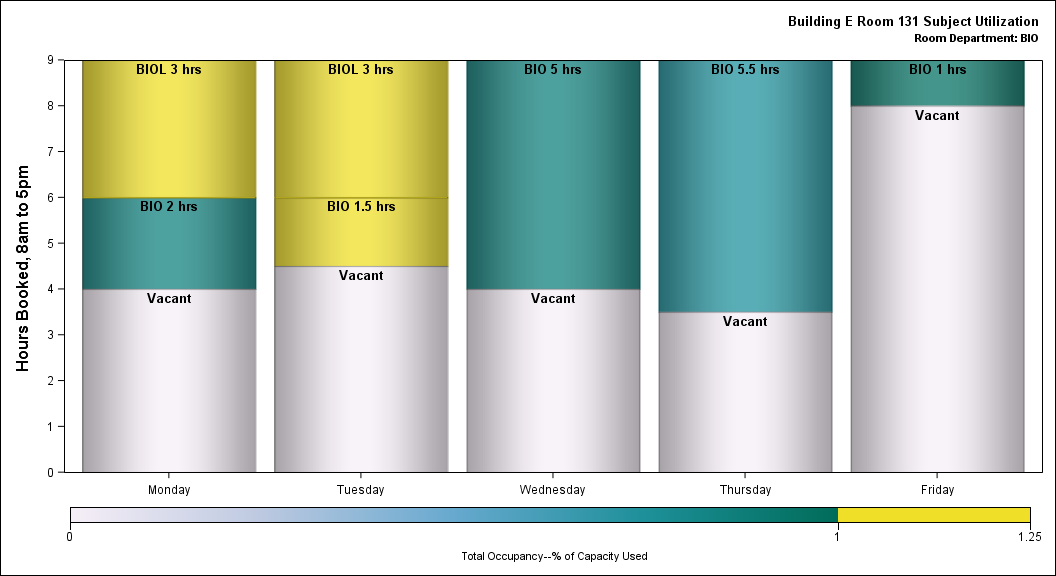 Building E Room 131 Subject Utilization
Room Department: BIO
Hours Booked, 8am to 5pm
9
8
7
6
5
4
3
2
1
0
BIOL 3 hrs
BIO 2 hrs
Vacant
BIOL 3 hrs
BIO 1.5 hrs
Vacant
BIO 5 hrs
Vacant
BIO 5.5 hrs
Vacant
BIO 1 hrs
Vacant
Monday
Tuesday
Wednesday
Thursday
Friday
0
1
1.25
Total Occupancy--% of Capacity Used